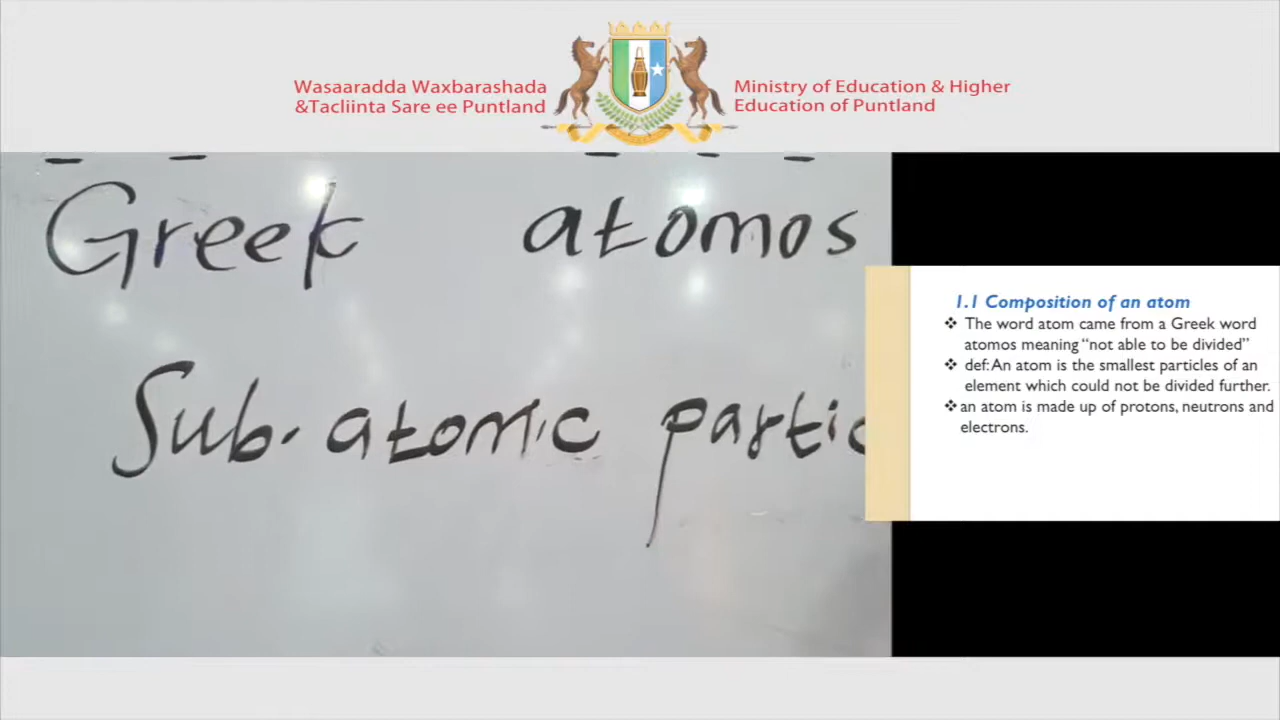 Wasaaradda Waxbarashada
&Tacliinta Sare ee Puntland
Ministry of Education & Higher
Education of Puntland
Greek atomos
Sub-atomic partic
1.1 Composition of an atom
❖ The word atom came from a Greek word
atomos meaning “not able to be divided”
❖ def: An atom is the smallest particles of an
element which could not be divided further.
❖ an atom is made up of protons, neutrons and
electrons.